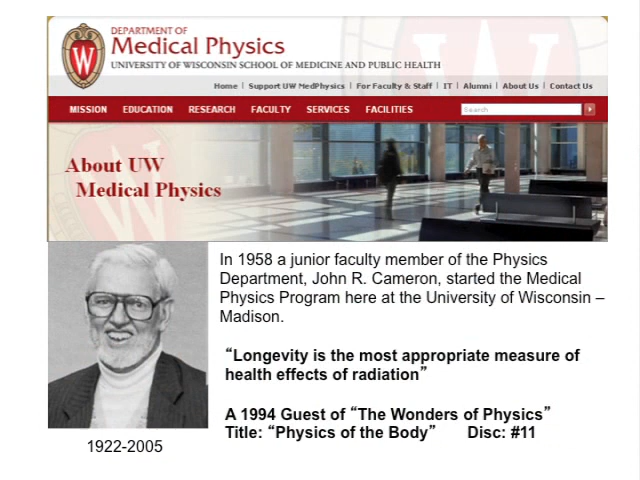 DEPARTMENT OF
Medical Physics
UNIVERSITY OF WISCONSIN SCHOOL OF MEDICINE AND PUBLIC HEALTH
W
Home | Support UW MedPhysics | For Faculty & Staff | IT | Alumni | About Us | Contact Us
MISSION EDUCATION RESEARCH FACULTY SERVICES FACILITIES Search
About UW
Medical Physics
In 1958 a junior faculty member of the Physics
Department, John R. Cameron, started the Medical
Physics Program here at the University of Wisconsin –
Madison.
“Longevity is the most appropriate measure of
health effects of radiation”
A 1994 Guest of “The Wonders of Physics”
Title: “Physics of the Body” Disc: #11
1922-2005